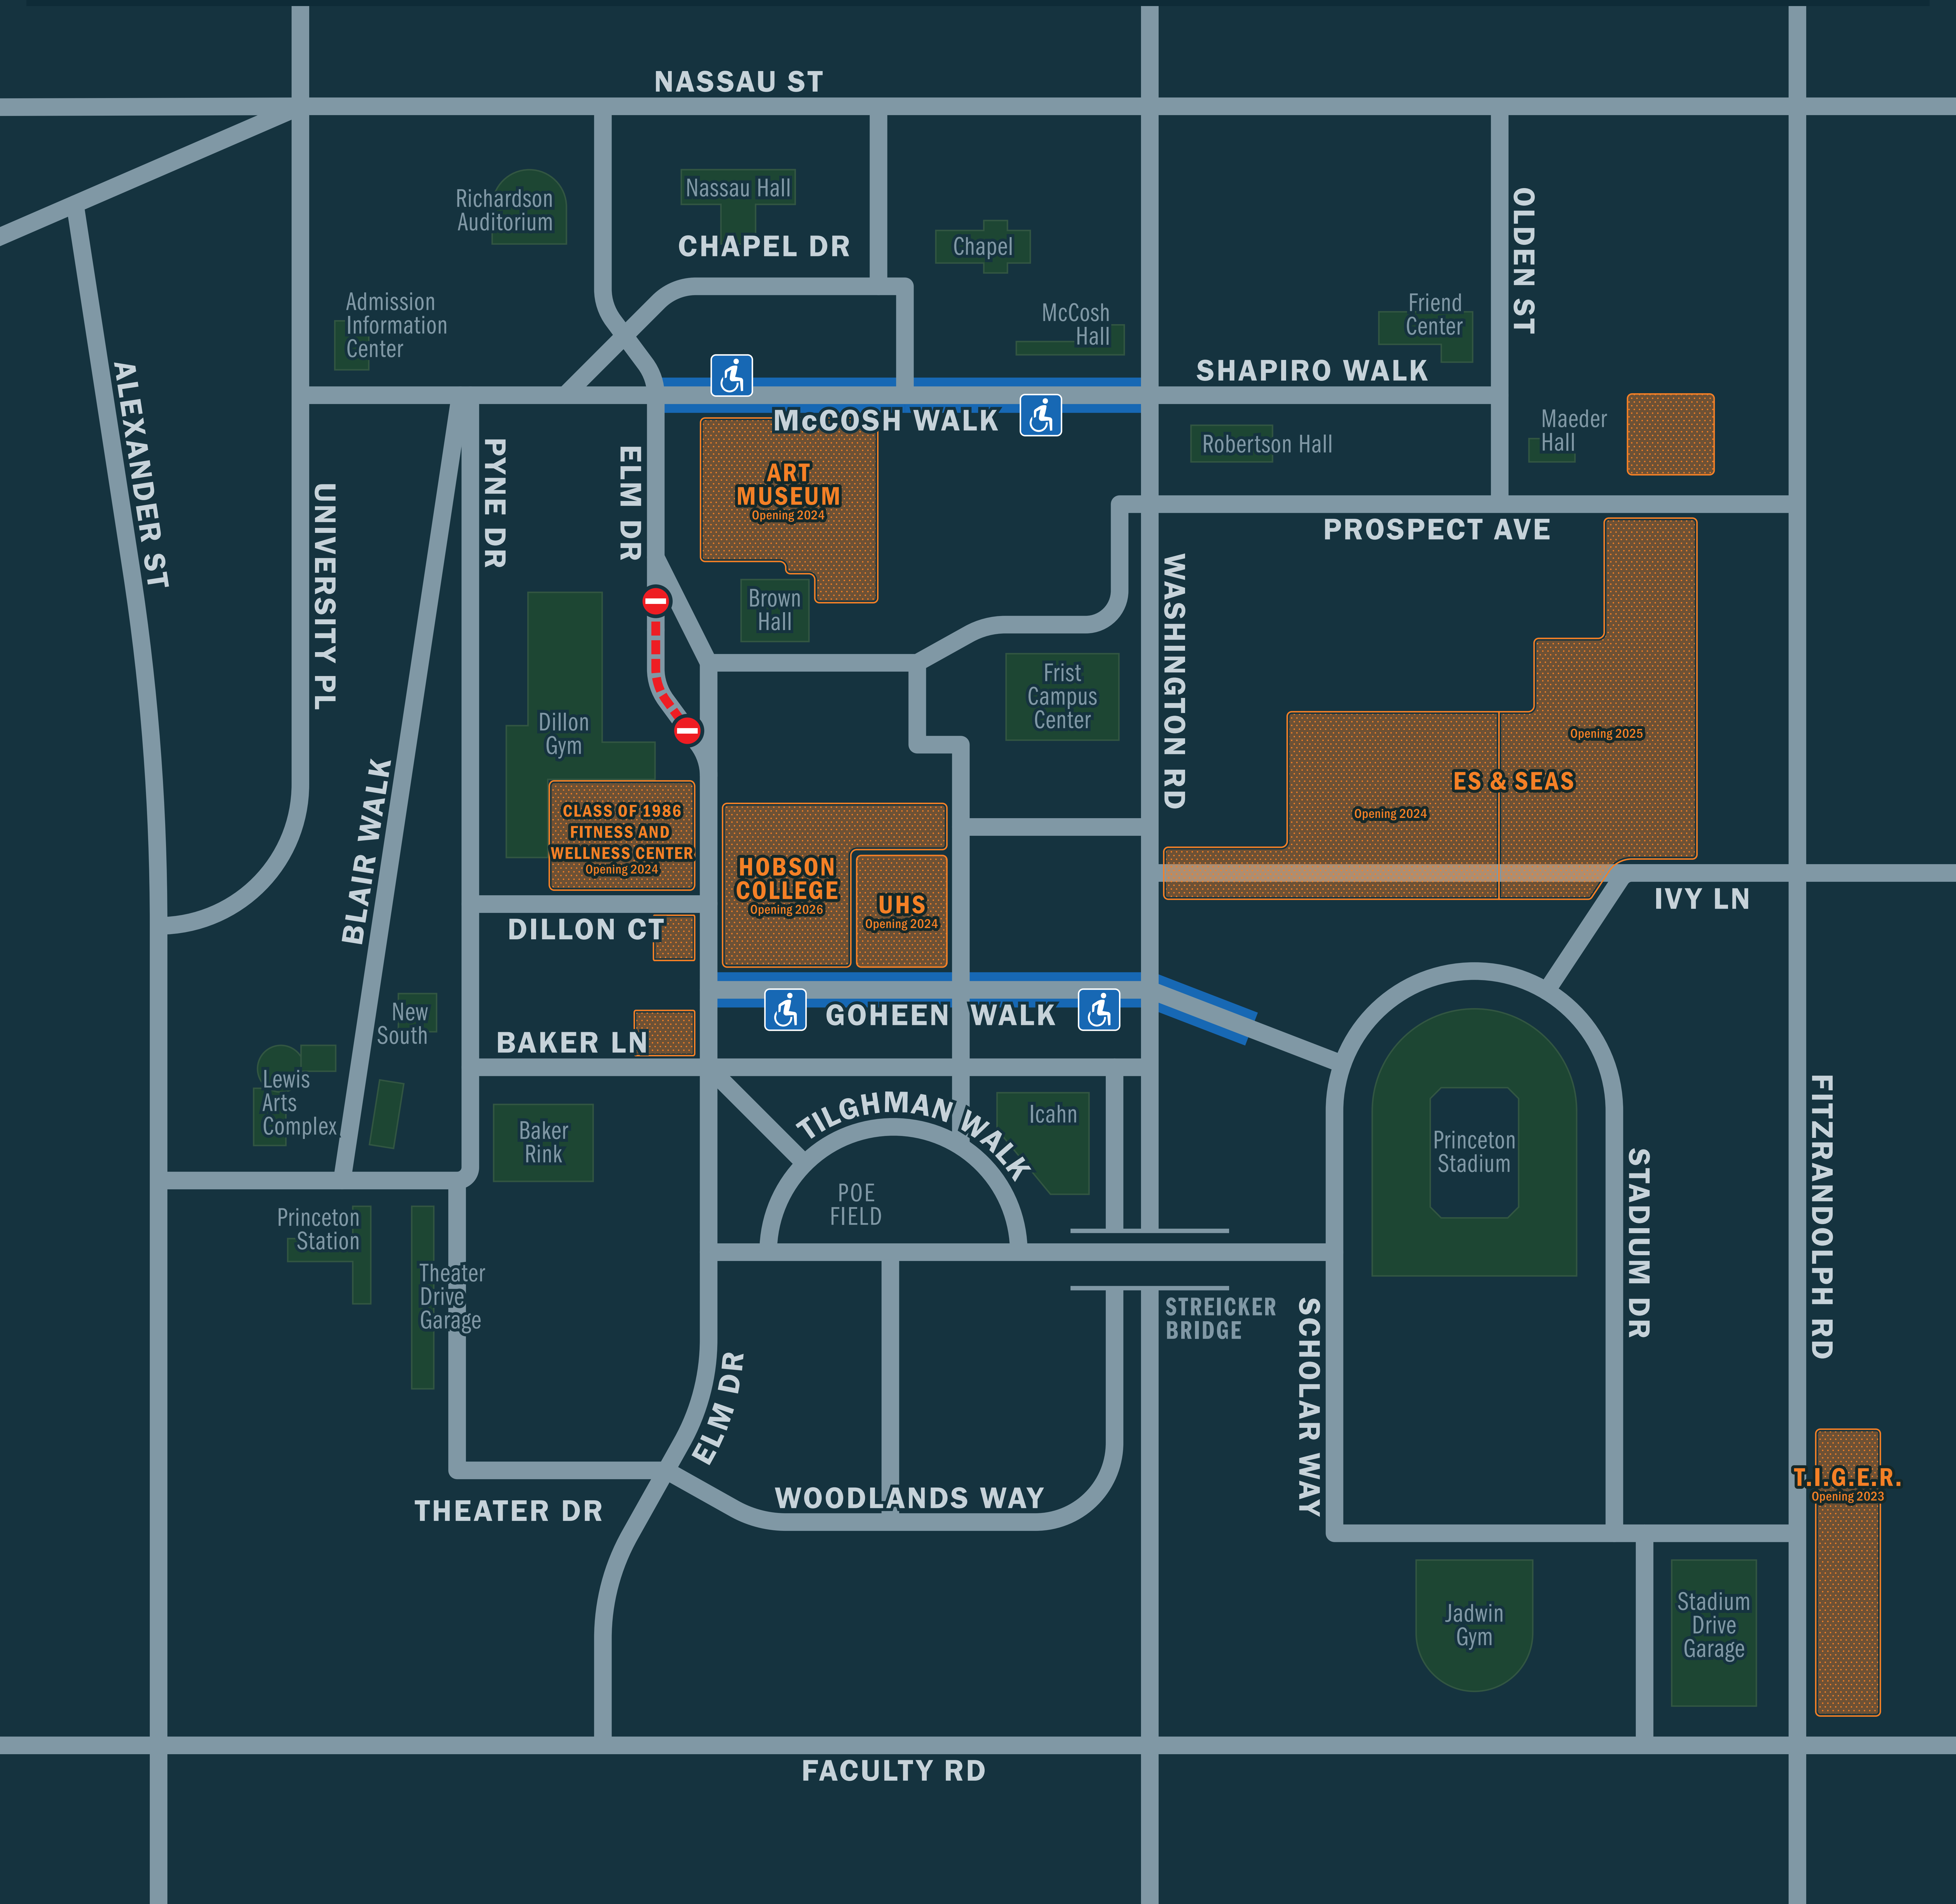 NASSAU ST
Richardson
Auditorium
Nassau Hall
CHAPEL DR
Chapel
OLDEN ST
Admission
Information
Center
McCosh
Hall
Friend
Center
SHAPIRO WALK
McCOSH WALK
ALEXANDER ST
UNIVERSITY PL
PYNE DR
ELM DR
ART
MUSEUM
Opening 2024
Robertson Hall
Maeder
Hall
PROSPECT AVE
WASHINGTON RD
Brown
Hall
Frist
Campus
Center
Dillon
Gym
BLAIR WALK
CLASS OF 1986
FITNESS AND
WELLNESS CENTER
Opening 2024
HOBSON
COLLEGE
Opening 2026
UHS
Opening 2024
Opening 2025
ES & SEAS
Opening 2024
IVY LN
DILLON CT
New
South
GOHEEN WALK
BAKER LN
Lewis
Arts
Complex
Baker
Rink
TILGHMAN WALK
Icahn
POE
FIELD
Princeton
Stadium
STADIUM DR
FITZRANDOLPH RD
Princeton
Station
Theater
Drive
Garage
STREICKER
BRIDGE
SCHOLAR WAY
ELM DR
THEATER DR
WOODLANDS WAY
T.I.G.E.R.
Opening 2023
Jadwin
Gym
Stadium
Drive
Garage
FACULTY RD